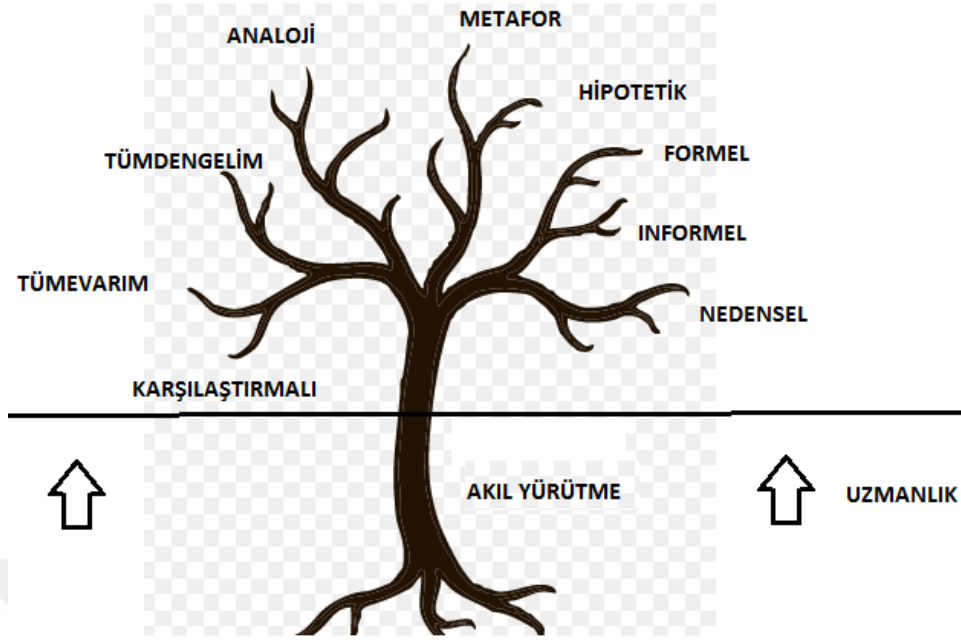 METAFOR
ANALOJİ
HİPOTETİK
FORMEL
TÜMDENGELİM
INFORMEL
TÜMEVARIM
NEDENSEL
KARŞILAŞTIRMALI
AKIL YÜRÜTME
UZMANLIK